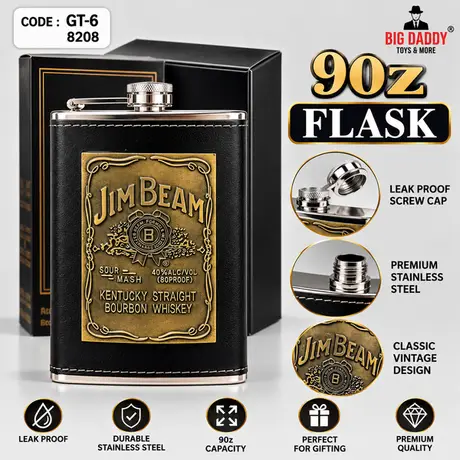 CODE : GT-6
8208
BIG DADDY®
TOYS & MORE
90z
FLASK
JIM BEAM
B
SOUR
MASH
40%ALC/VOL
(80PROOF)
KENTUCKY STRAIGHT
BOURBON WHISKEY
LEAK PROOF
SCREW CAP
PREMIUM
STAINLESS
STEEL
JIM BEAM
B
CLASSIC
VINTAGE
DESIGN
LEAK PROOF
DURABLE
STAINLESS STEEL
90z
CAPACITY
PERFECT
FOR GIFTING
PREMIUM
QUALITY